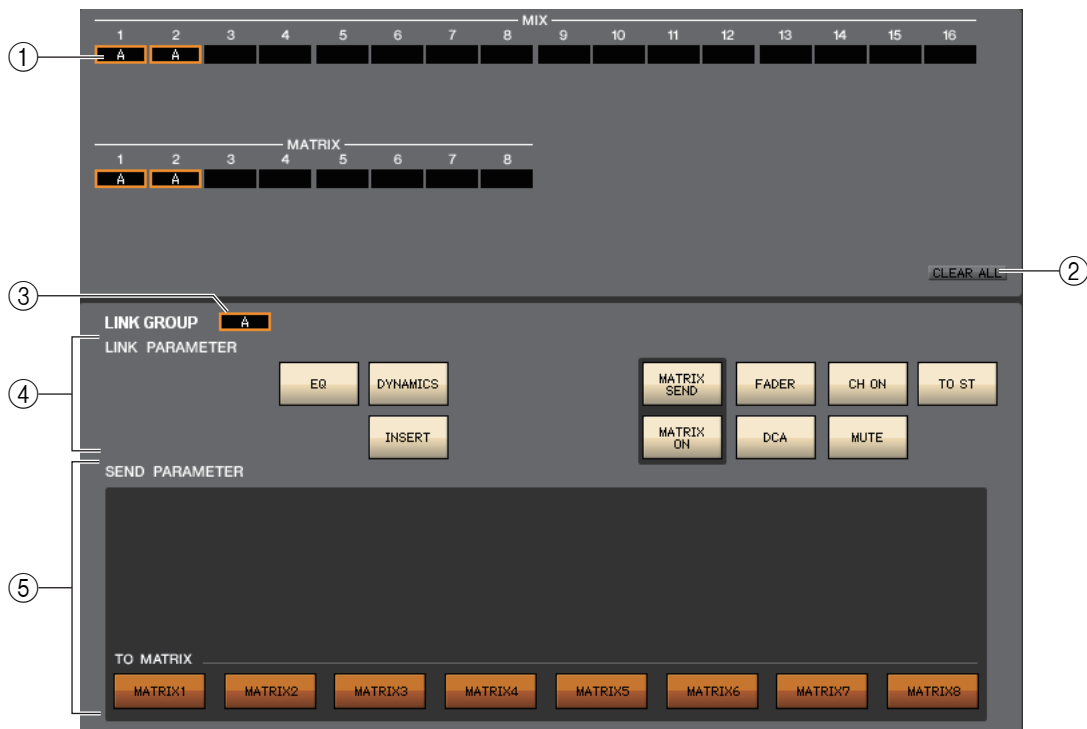 MIX
1 2 3 4 5 6 7 8 9 10 11 12 13 14 15 16
① A A
MATRIX
1 2 3 4 5 6 7 8
A A
CLEAR ALL ②
③
LINK GROUP A
LINK PARAMETER
④
EQ DYNAMICS MATRIX SEND FADER CH ON TO ST
INSERT MATRIX ON DCA MUTE
SEND PARAMETER
⑤
TO MATRIX
MATRIX1 MATRIX2 MATRIX3 MATRIX4 MATRIX5 MATRIX6 MATRIX7 MATRIX8